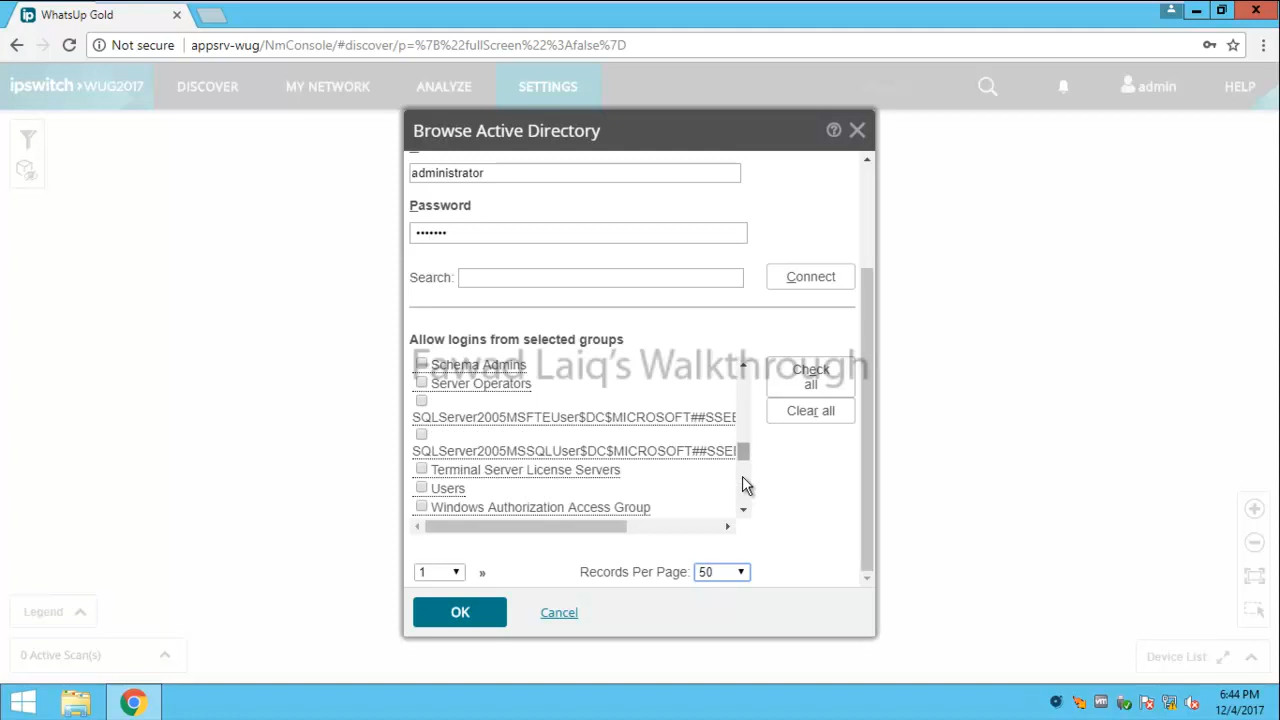 WhatsUp Gold
Not secure appsrv-wug/NmConsole/#discover/p=%7B%22fullScreen%22%3Afalse%7D
ipswitch WUG2017 DISCOVER MY NETWORK ANALYZE SETTINGS admin HELP
Browse Active Directory
administrator
Password
•••••••
Search: Connect
Allow logins from selected groups
Fawad Laiq's Walkthrough
Schema Admins
Check all
Server Operators
Clear all
SQLServer2005MSFTEUser$DC$MICROSOFT##SSEE
SQLServer2005MSSQLUser$DC$MICROSOFT##SSEE
Terminal Server License Servers
Users
Windows Authorization Access Group
1 » Records Per Page: 50
OK Cancel
Legend
0 Active Scan(s)
Device List
6:44 PM
12/4/2017